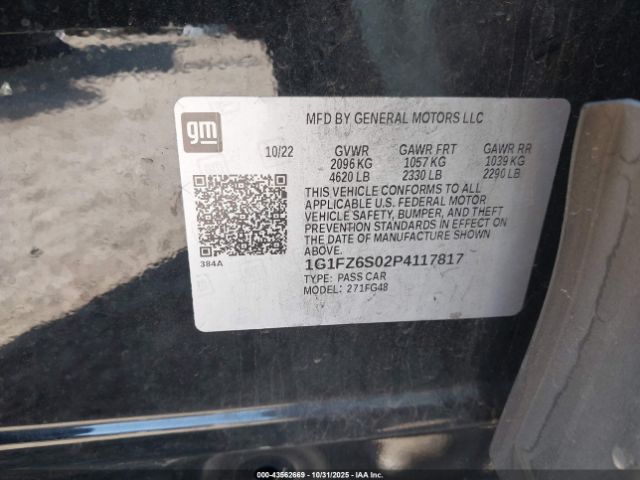 gm
MFD BY GENERAL MOTORS LLC
10/22 GVWR GAWR FRT GAWR RR
2096 KG 1057 KG 1039 KG
4620 LB 2330 LB 2290 LB
THIS VEHICLE CONFORMS TO ALL
APPLICABLE U.S. FEDERAL MOTOR
VEHICLE SAFETY, BUMPER, AND THEFT
PREVENTION STANDARDS IN EFFECT ON
THE DATE OF MANUFACTURE SHOWN
ABOVE.
384A
1G1FZ6S02P4117817
TYPE: PASS CAR
MODEL: 271FG48
000-43562669 - 10/31/2025 - IAAI.COM